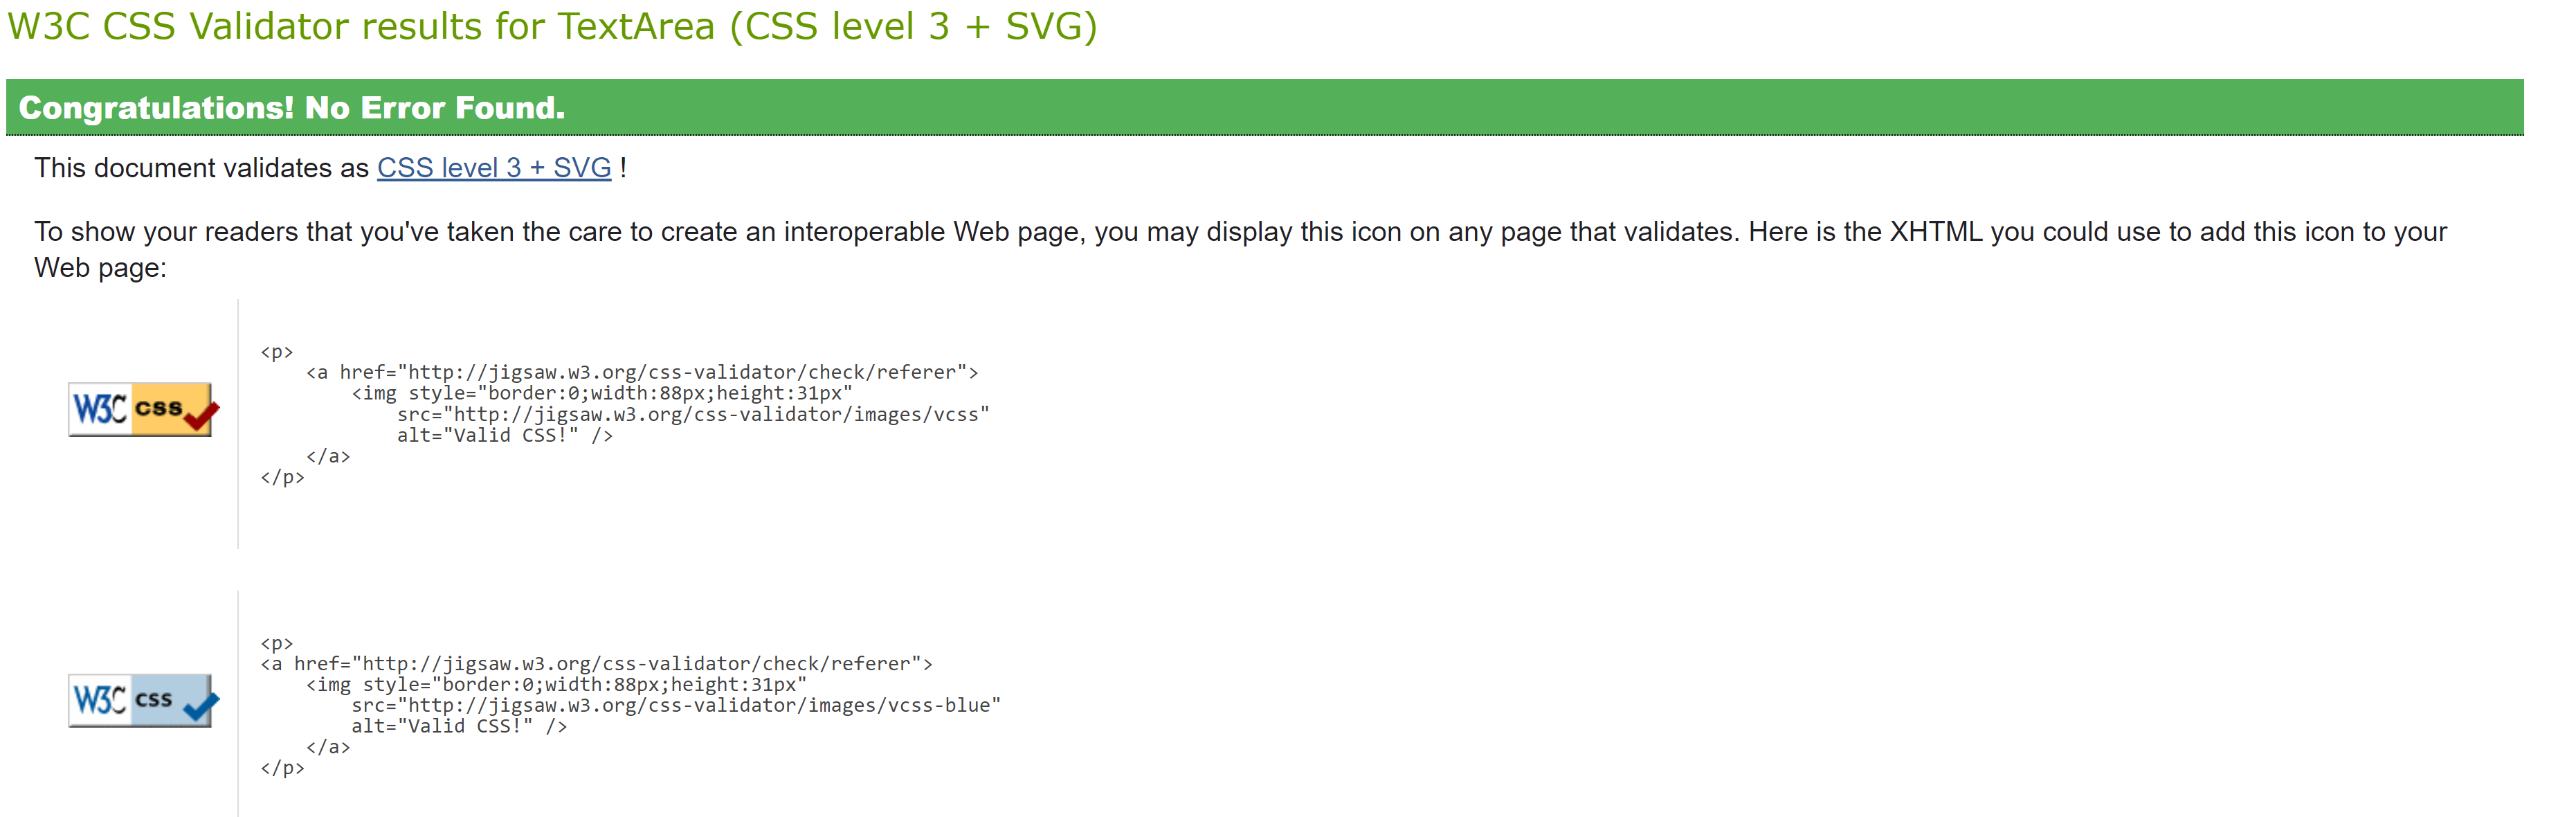 W3C CSS Validator results for TextArea (CSS level 3 + SVG)
Congratulations! No Error Found.
This document validates as CSS level 3 + SVG !
To show your readers that you've taken the care to create an interoperable Web page, you may display this icon on any page that validates. Here is the XHTML you could use to add this icon to your
Web page:
<p>
    <a href="http://jigsaw.w3.org/css-validator/check/referer">
        <img style="border:0;width:88px;height:31px"
            src="http://jigsaw.w3.org/css-validator/images/vcss"
W3C css
            alt="Valid CSS!" />
    </a>
</p>
<p>
<a href="http://jigsaw.w3.org/css-validator/check/referer">
    <img style="border:0;width:88px;height:31px"
W3C css
        src="http://jigsaw.w3.org/css-validator/images/vcss-blue"
        alt="Valid CSS!" />
    </a>
</p>